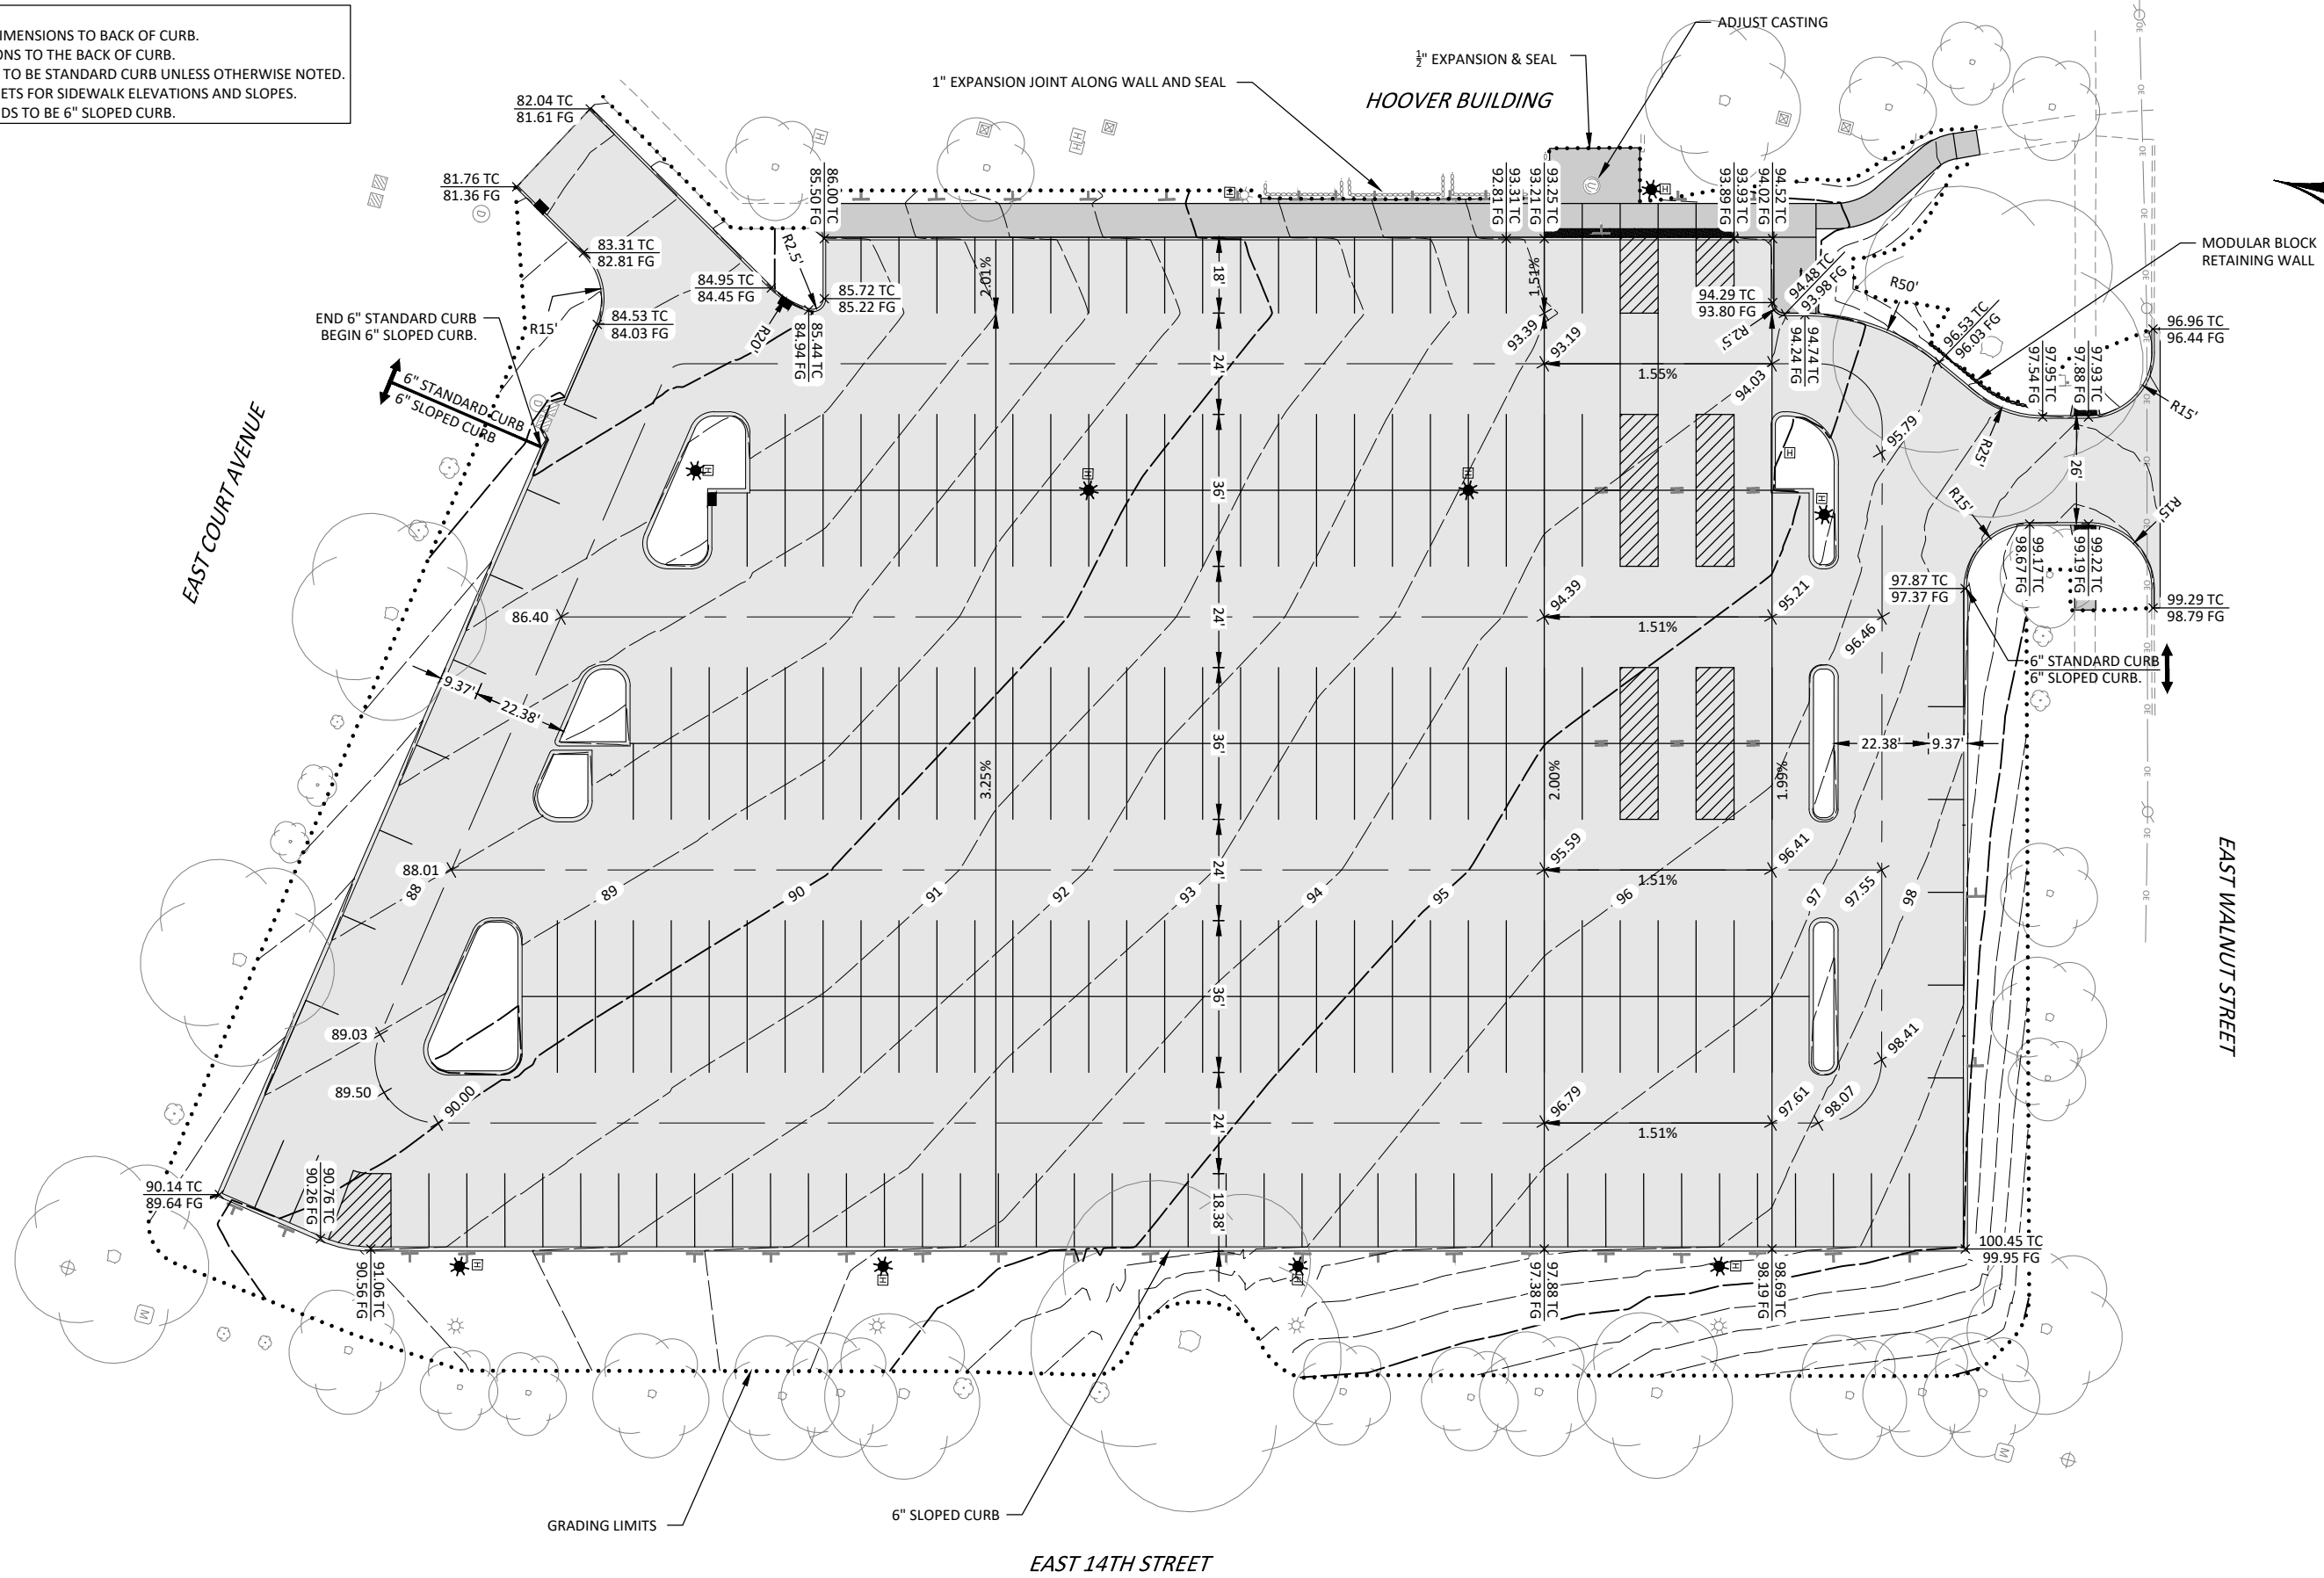 IMENSIONS TO BACK OF CURB.
ONS TO THE BACK OF CURB.
TO BE STANDARD CURB UNLESS OTHERWISE NOTED.
ETS FOR SIDEWALK ELEVATIONS AND SLOPES.
DS TO BE 6" SLOPED CURB.
ADJUST CASTING
½" EXPANSION & SEAL
1" EXPANSION JOINT ALONG WALL AND SEAL
HOOVER BUILDING
82.04 TC
81.61 FG
81.76 TC
81.36 FG
83.31 TC
82.81 FG
84.95 TC
84.45 FG
84.53 TC
84.03 FG
END 6" STANDARD CURB
BEGIN 6" SLOPED CURB.
R15'
R20'
R2.5'
86.00 TC
85.50 FG
85.72 TC
85.22 FG
85.44 TC
84.94 FG
6" STANDARD CURB
6" SLOPED CURB
EAST COURT AVENUE
2.01%
18'
93.31 TC
92.81 FG
93.25 TC
93.21 FG
93.93 TC
93.89 FG
94.52 TC
94.02 FG
1.51%
94.29 TC
93.80 FG
94.48 TC
93.98 FG
R2.5'
94.74 TC
94.24 FG
R50'
96.53 TC
96.03 FG
MODULAR BLOCK
RETAINING WALL
96.96 TC
96.44 FG
97.95 TC
97.54 FG
97.93 TC
97.88 FG
R15'
R25'
26'
R15'
R15'
93.39
93.19
1.55%
94.03
95.79
24'
36'
24'
36'
24'
36'
24'
18.38'
99.17 TC
98.67 FG
99.22 TC
99.19 FG
97.87 TC
97.37 FG
99.29 TC
98.79 FG
6" STANDARD CURB
6" SLOPED CURB.
86.40
94.39
1.51%
95.21
96.46
9.37'
22.38'
3.25%
2.00%
1.99%
22.38'
9.37'
88.01
88
89
90
91
92
93
94
95
96
97
98
95.59
1.51%
96.41
97.55
EAST WALNUT STREET
89.03
89.50
90.00
96.79
1.51%
97.61
98.07
98.41
90.14 TC
89.64 FG
90.76 TC
90.26 FG
91.06 TC
90.56 FG
97.88 TC
97.38 FG
98.69 TC
98.19 FG
100.45 TC
99.95 FG
GRADING LIMITS
6" SLOPED CURB
EAST 14TH STREET